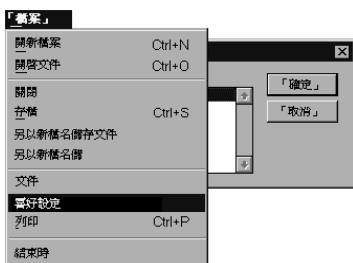 「檔案」
開新檔案 Ctrl+N
開啓文件 Ctrl+O
關閉
存檔 Ctrl+S
另以新檔名儲存文件
另以新檔名儲
文件
喜好設定
列印 Ctrl+P
結束時
「確定」
「取消」